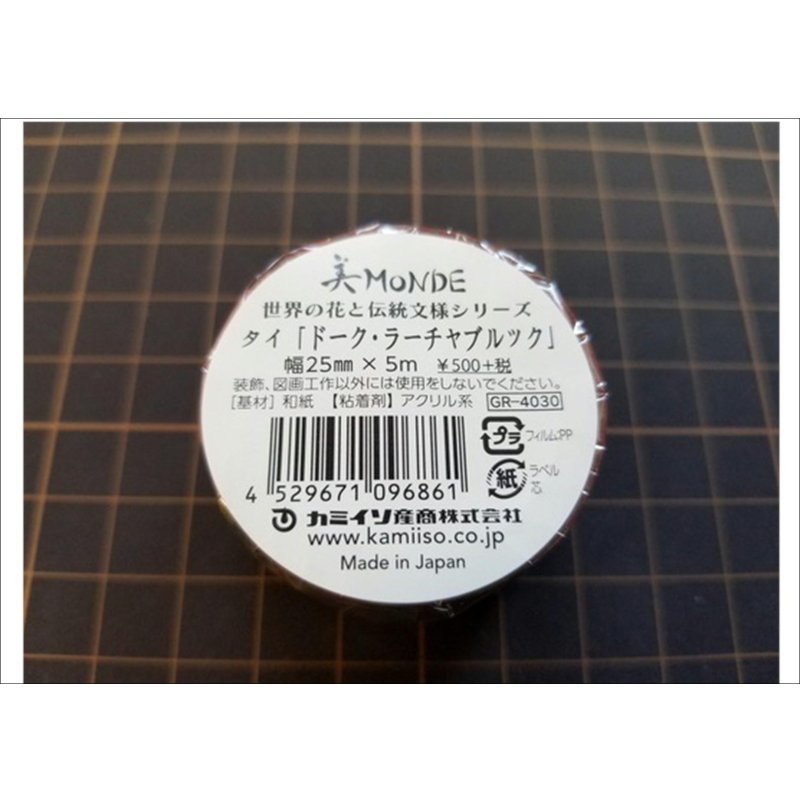 美MONDE
世界の花と伝統文様シリーズ
タイ「ドーク・ラーチャプルック」
幅25mm × 5m ¥500+税
装飾、図画工作以外には使用をしないでください。
[基材] 和紙 【粘着剤】アクリル系 GR-4030
プラ フィルム:PP
紙 ラベル
芯
4 529671 096861
カミイソ産商株式会社
www.kamiiso.co.jp
Made in Japan